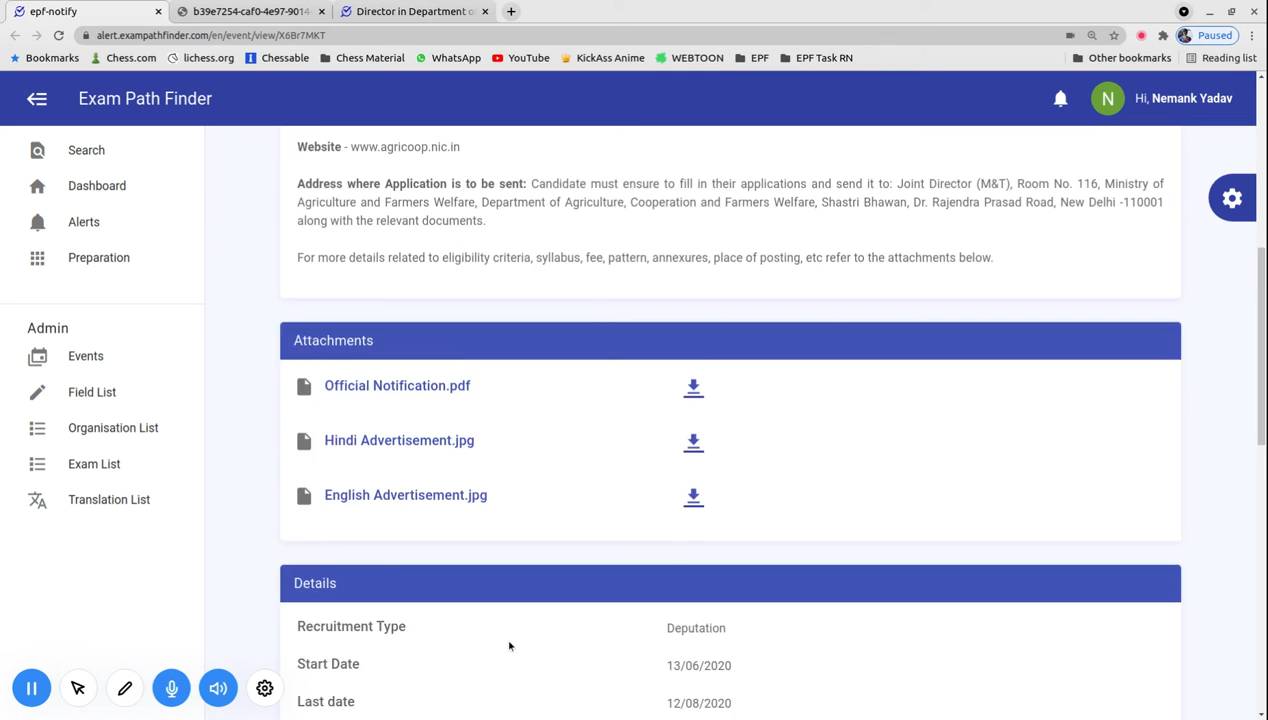 epf-notify
b39e7254-caf0-4e97-9014-
Director in Department o
alert.exampathfinder.com/en/event/view/X6Br7MKT
Paused
Bookmarks
Chess.com
lichess.org
Chessable
Chess Material
WhatsApp
YouTube
KickAss Anime
WEBTOON
EPF
EPF Task RN
Other bookmarks
Reading list
Exam Path Finder
N
Hi, Nemank Yadav
Search
Dashboard
Alerts
Preparation
Admin
Events
Field List
Organisation List
Exam List
Translation List
Website - www.agricoop.nic.in
Address where Application is to be sent: Candidate must ensure to fill in their applications and send it to: Joint Director (M&T), Room No. 116, Ministry of
Agriculture and Farmers Welfare, Department of Agriculture, Cooperation and Farmers Welfare, Shastri Bhawan, Dr. Rajendra Prasad Road, New Delhi -110001
along with the relevant documents.
For more details related to eligibility criteria, syllabus, fee, pattern, annexures, place of posting, etc refer to the attachments below.
Attachments
Official Notification.pdf
Hindi Advertisement.jpg
English Advertisement.jpg
Details
Recruitment Type Deputation
Start Date 13/06/2020
Last date 12/08/2020